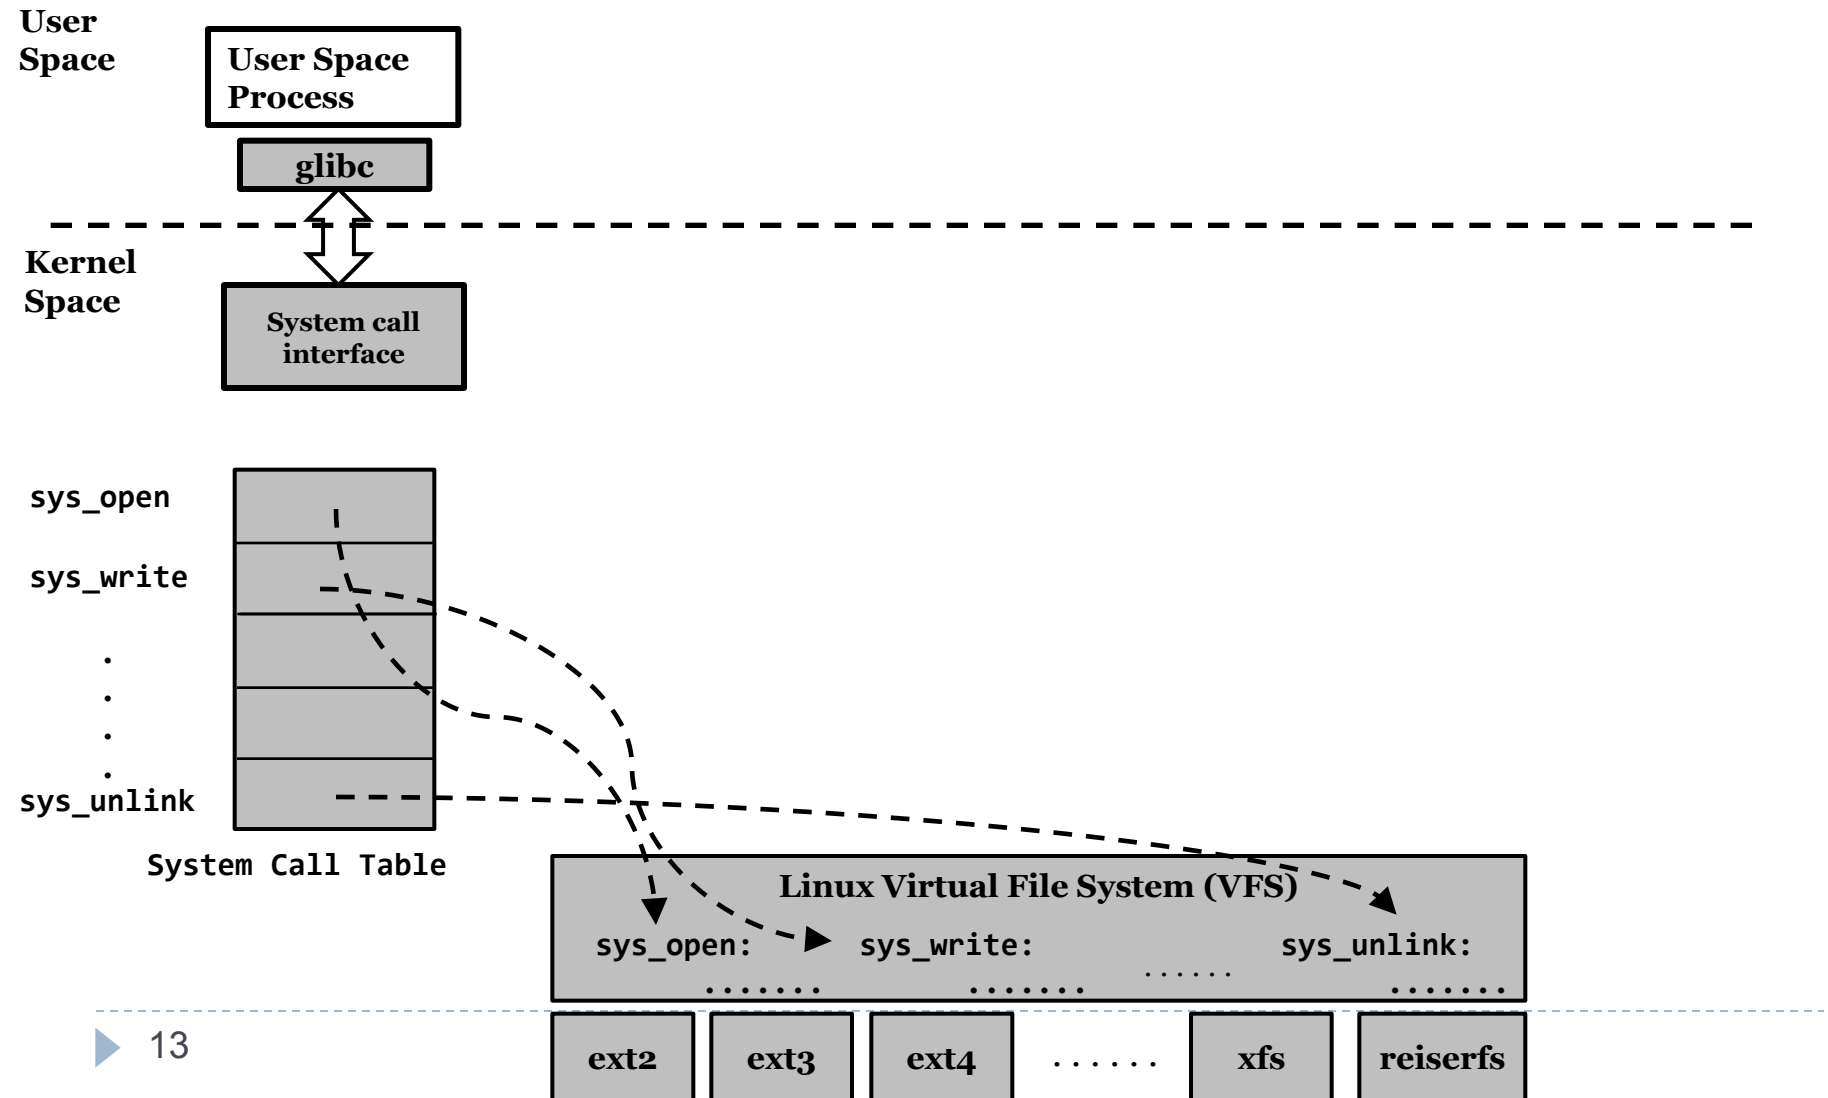 User
Space
User Space
Process
glibc
Kernel
Space
System call
interface
sys_open
sys_write
.
.
.
.
sys_unlink
System Call Table
Linux Virtual File System (VFS)
sys_open: sys_write: sys_unlink:
......
....... ....... .......
13
ext2 ext3 ext4 ...... xfs reiserfs